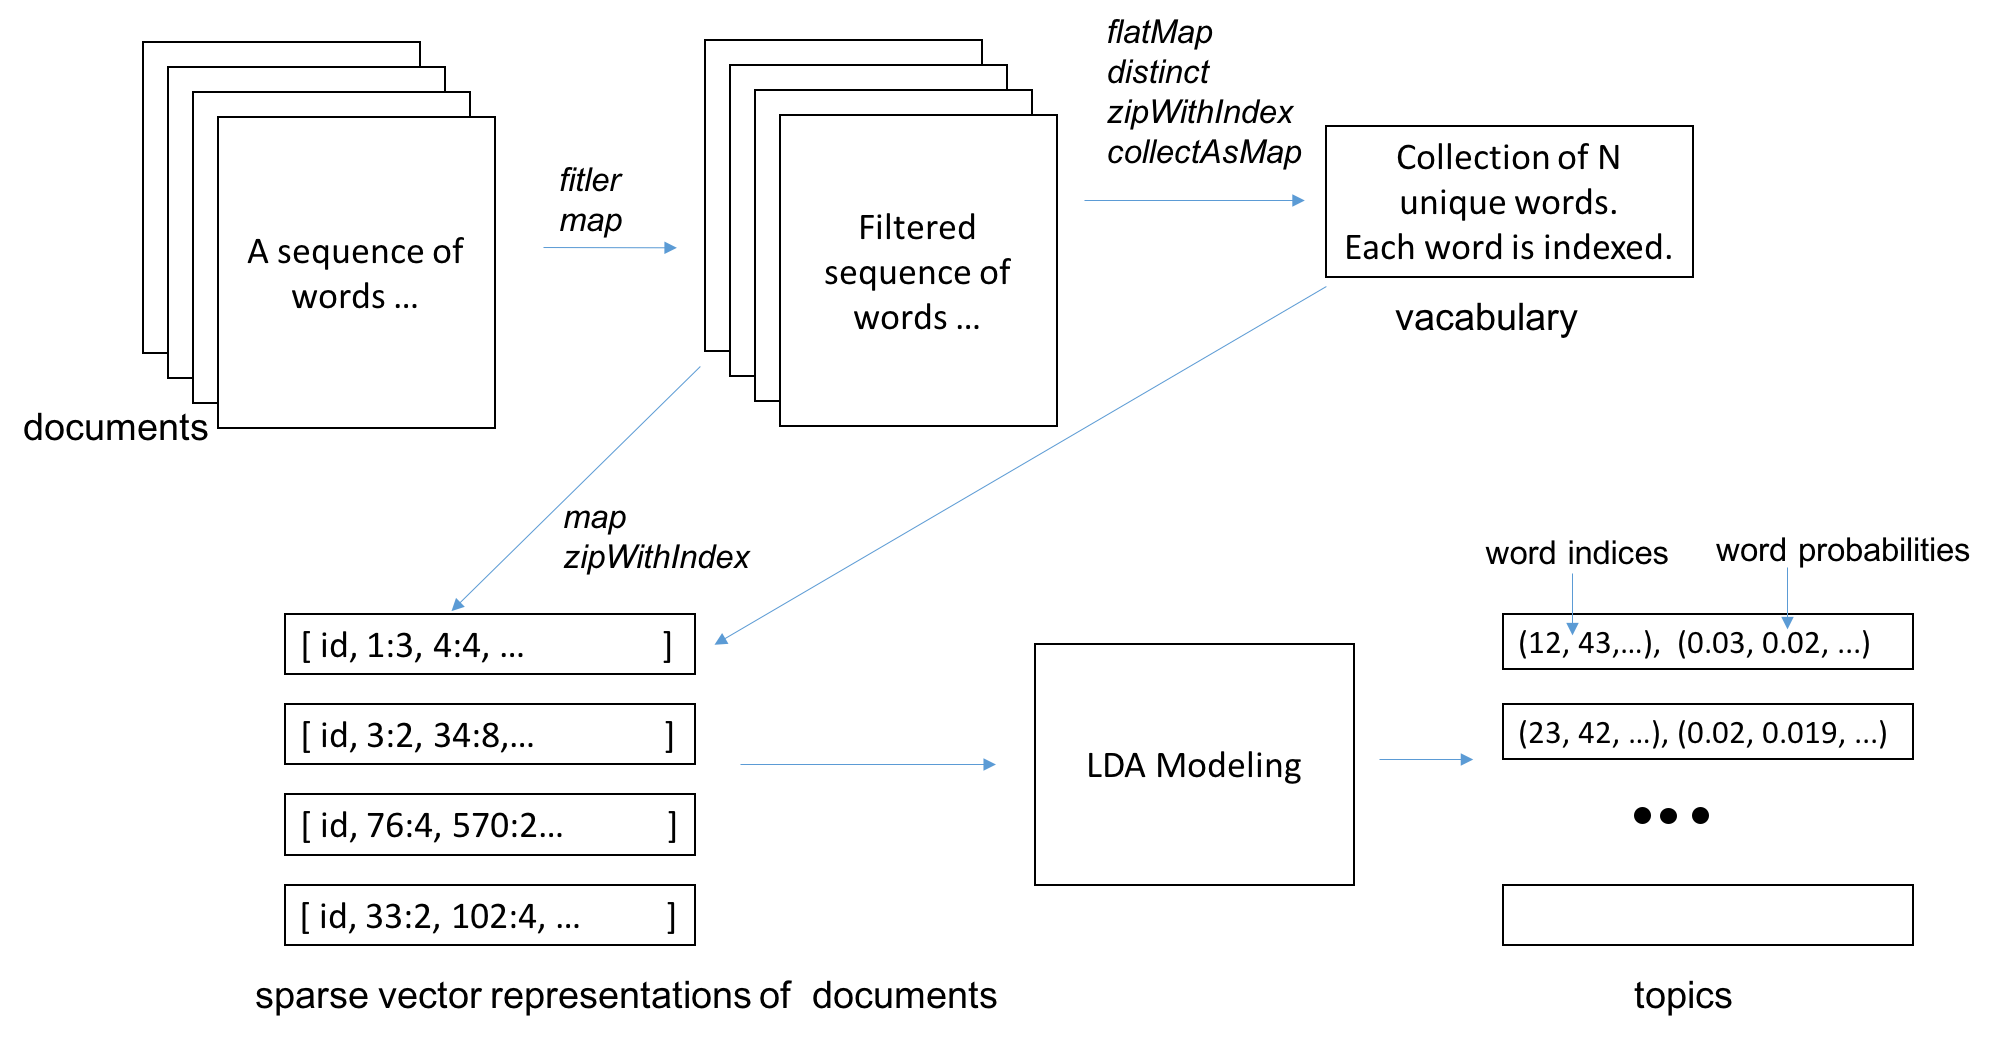 flatMap
distinct
zipWithIndex
collectAsMap
fitler
map
A sequence of
words ...
documents
Filtered
sequence of
words ...
Collection of N
unique words.
Each word is indexed.
vacabulary
map
zipWithIndex
word indices
word probabilities
[ id, 1:3, 4:4, ... ]
[ id, 3:2, 34:8,... ]
[ id, 76:4, 570:2... ]
[ id, 33:2, 102:4, ... ]
sparse vector representations of documents
LDA Modeling
(12, 43,...), (0.03, 0.02, ...)
(23, 42, ...), (0.02, 0.019, ...)
topics